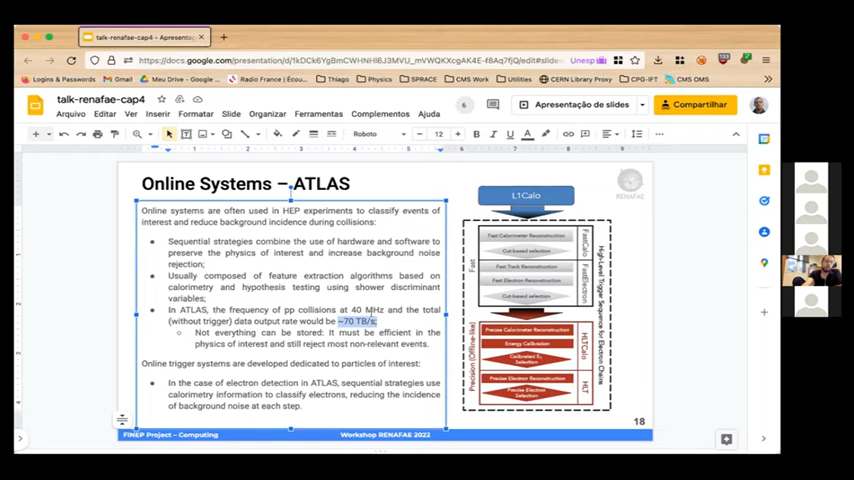 talk-renafae-cap4 - Apresentaç
https://docs.google.com/presentation/d/1kDCk6YgBmCWHNHI6J3MVU_mVWQKXcgAK4E-f8Aq7fjQ/edit#slide
Unesp
Logins & Passwords
Gmail
Meu Drive - Google...
Radio France | Écou...
Thiago
Physics
SPRACE
CMS Work
Utilities
CERN Library Proxy
CPG-IFT
CMS OMS
talk-renafae-cap4
Arquivo Editar Ver Inserir Formatar Slide Organizar Ferramentas Complementos
6
Apresentação de slides
Compartilhar
Roboto
12
Online Systems – ATLAS
Online systems are often used in HEP experiments to classify events of
interest and reduce background incidence during collisions:
● Sequential strategies combine the use of hardware and software to
preserve the physics of interest and increase background noise
rejection;
● Usually composed of feature extraction algorithms based on
calorimetry and hypothesis testing using shower discriminant
variables;
● In ATLAS, the frequency of pp collisions at 40 MHz and the total
(without trigger) data output rate would be ~70 TB/s;
○ Not everything can be stored: It must be efficient in the
physics of interest and still reject most non-relevant events.
Online trigger systems are developed dedicated to particles of interest:
● In the case of electron detection in ATLAS, sequential strategies use
calorimetry information to classify electrons, reducing the incidence
of background noise at each step.
RENAFAE
L1Calo
Fast
Fast Calorimeter Reconstruction
Cut-based selection
FastCalo
Fast Track Reconstruction
Fast Electron Reconstruction
Cut-based selection
FastElectron
Precision (Offline-like)
Precise Calorimeter Reconstruction
Energy Calibration
Calibrated ET
Selection
HLTCalo
Precise Electron Reconstruction
Precise Electron
Selection
HLT
High-Level Trigger Sequence for Electron Chains
18
FINEP Project – Computing
Workshop RENAFAE 2022